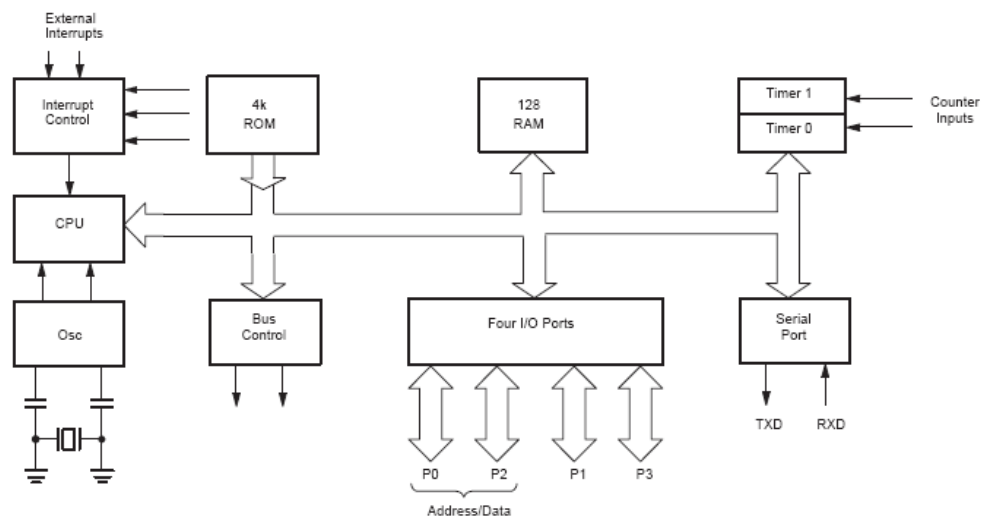 External
Interrupts
Interrupt
Control
4k
ROM
128
RAM
Timer 1
Timer 0
Counter
Inputs
CPU
Osc
Bus
Control
Four I/O Ports
Serial
Port
TXD
RXD
P0
P2
P1
P3
Address/Data